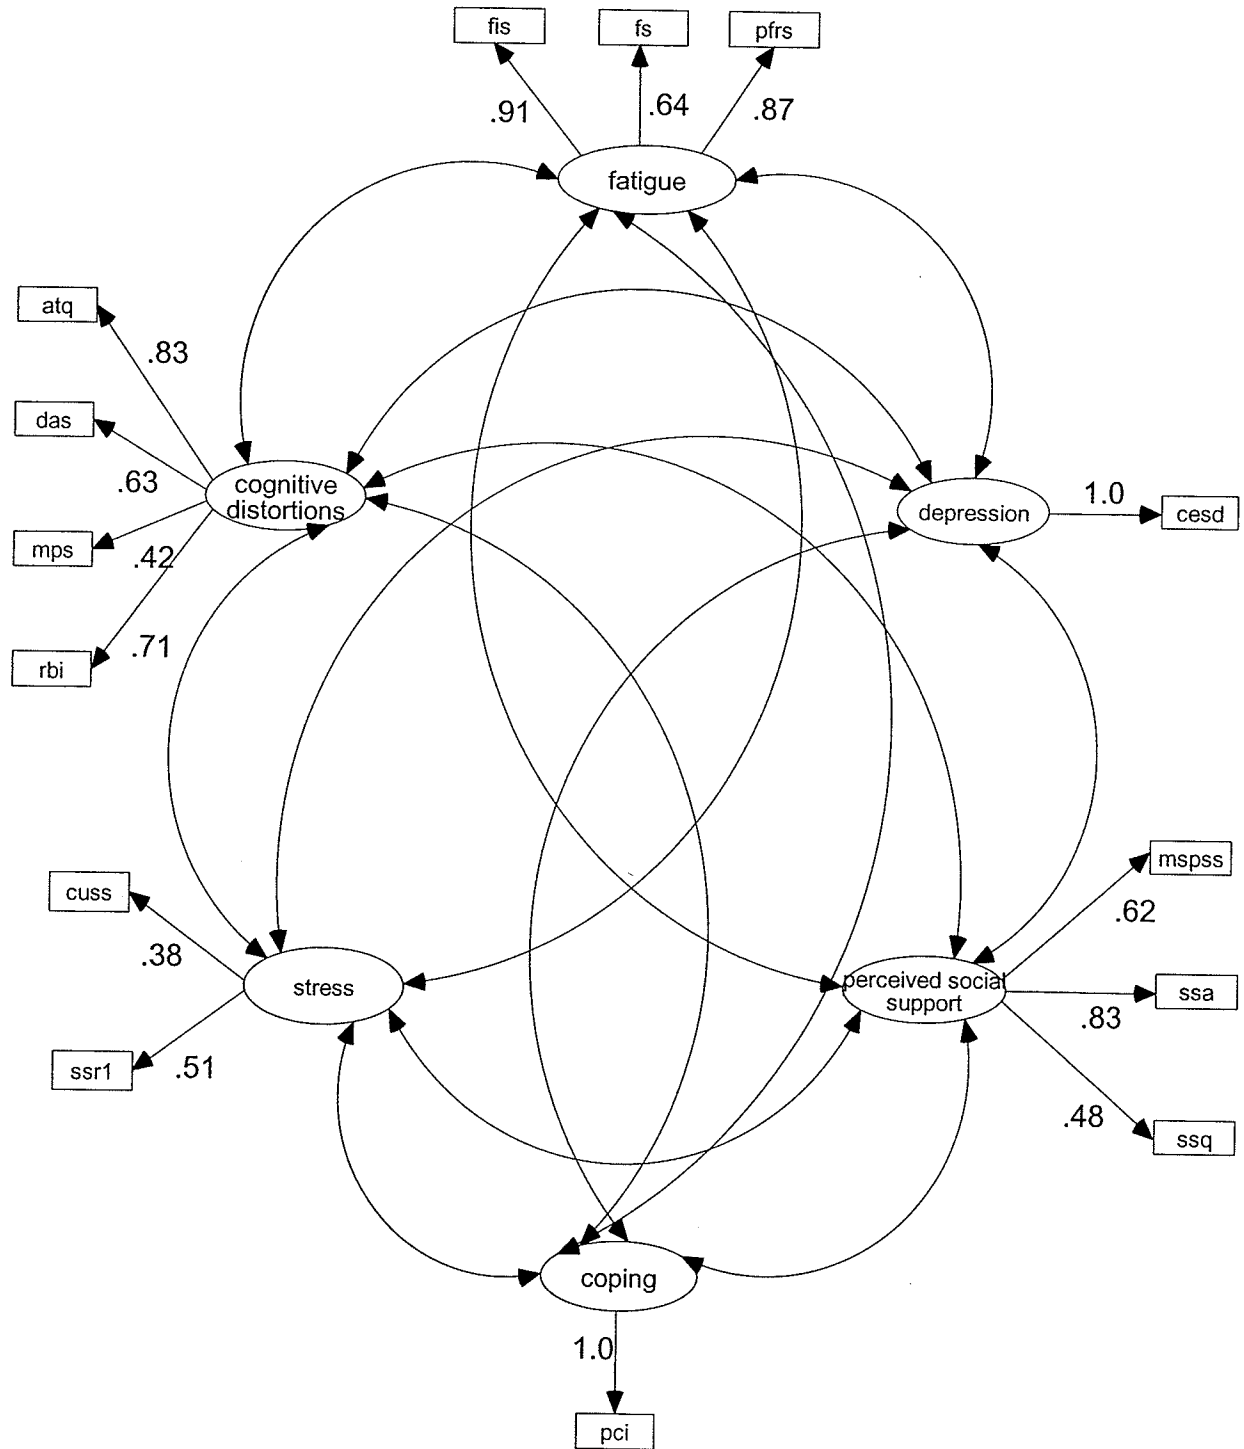 fis
fs
pfrs
.91
.64
.87
fatigue
atq
.83
das
.63
mps
.42
rbi
.71
cognitive
distortions
depression
1.0
cesd
cuss
.38
ssr1
.51
stress
perceived social
support
mspss
.62
ssa
.83
ssq
.48
coping
1.0
pci